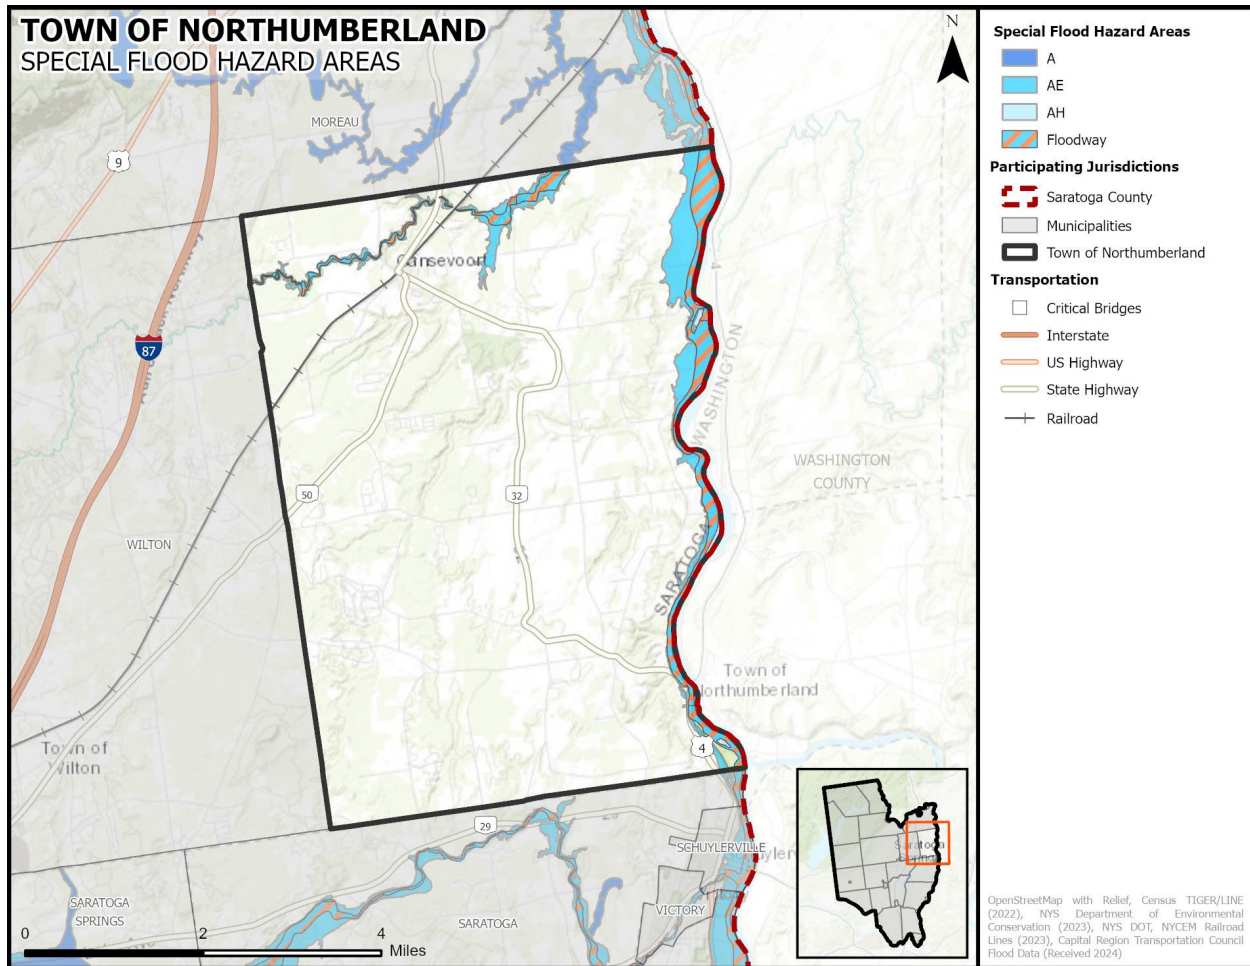 TOWN OF NORTHUMBERLAND
SPECIAL FLOOD HAZARD AREAS
N
MOREAU
9
87
Gansevoort
WASHINGTON
WASHINGTON
COUNTY
50
32
WILTON
SARATOGA
Town of
Northumberland
4
Town of
Wilton
29
SCHUYLERVILLE
SARATOGA
SPRINGS
SARATOGA
VICTORY
0
2
4
Miles
Saratoga
Springs
Special Flood Hazard Areas
A
AE
AH
Floodway
Participating Jurisdictions
Saratoga County
Municipalities
Town of Northumberland
Transportation
Critical Bridges
Interstate
US Highway
State Highway
Railroad
OpenStreetMap with Relief, Census TIGER/LINE
(2022), NYS Department of Environmental
Conservation (2023), NYS DOT, NYCEM Railroad
Lines (2023), Capital Region Transportation Council
Flood Data (Received 2024)